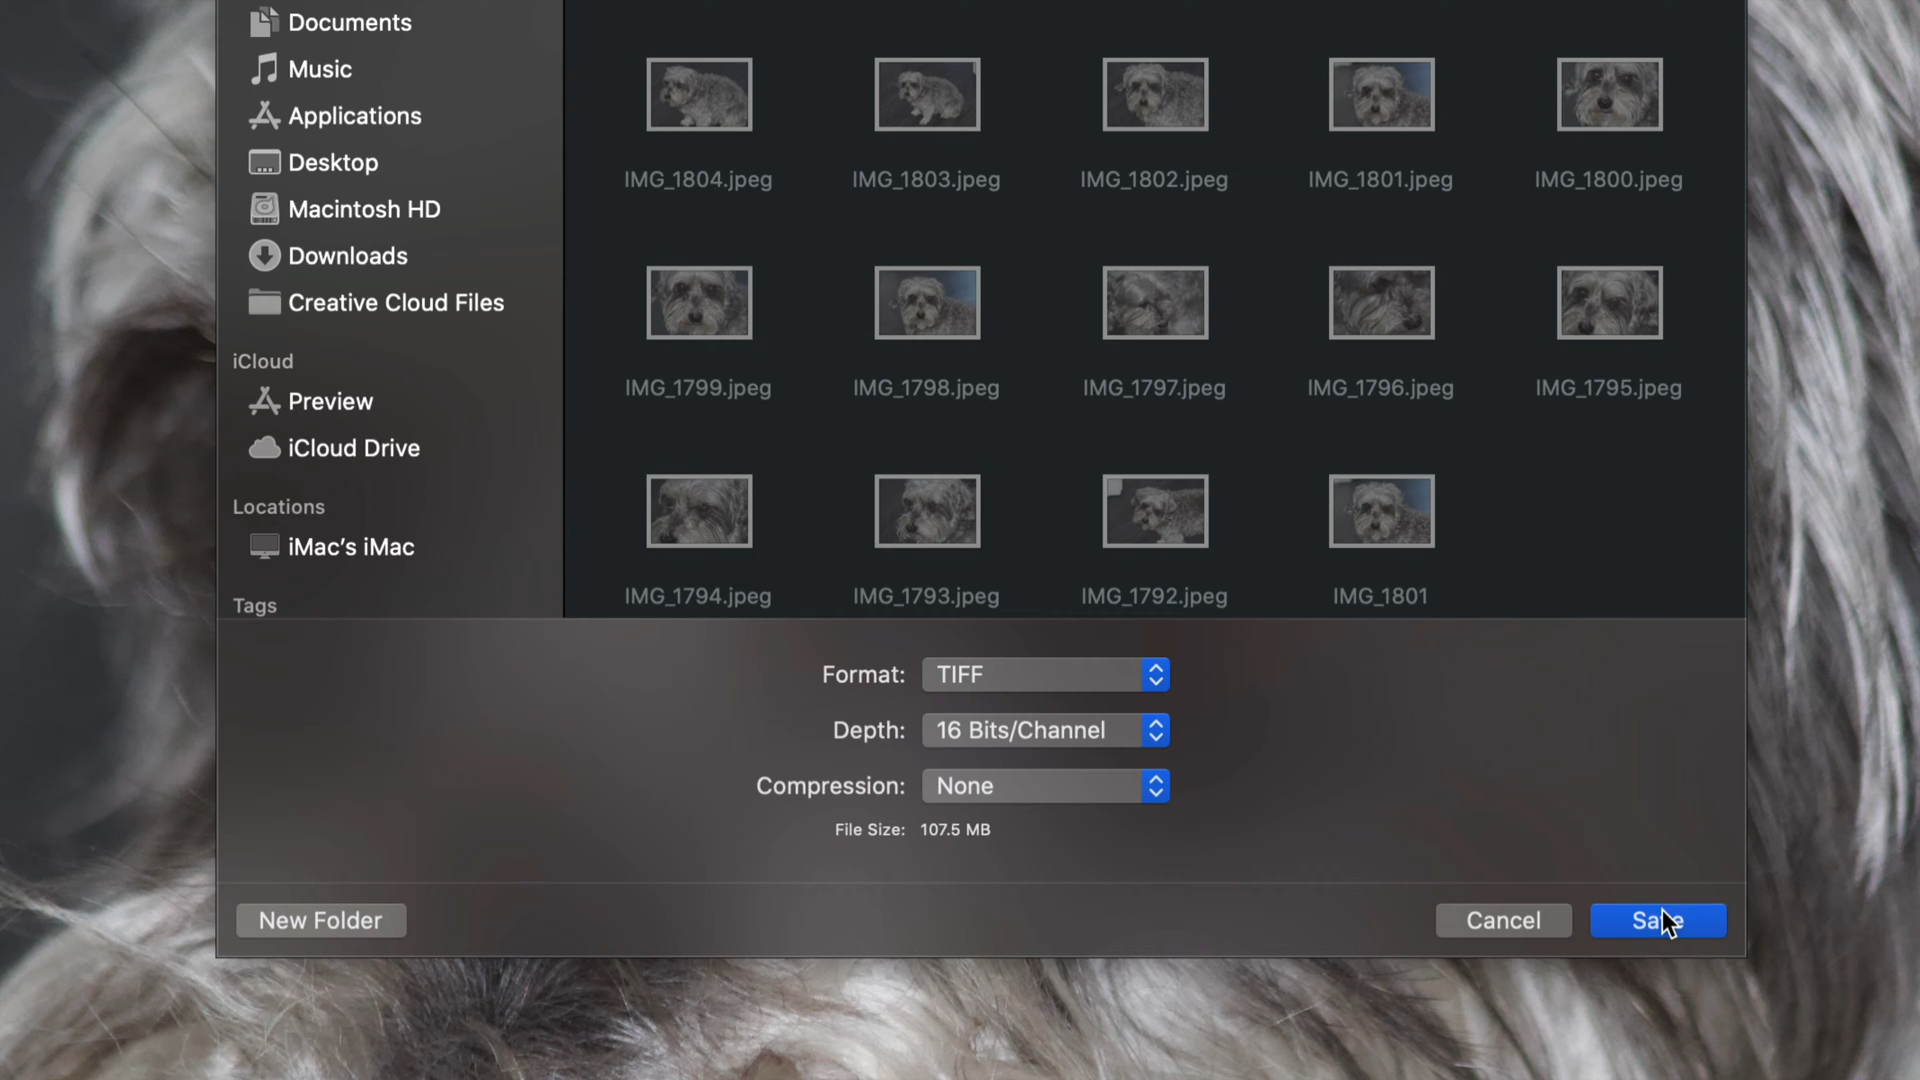 Documents
Music
Applications
Desktop
Macintosh HD
Downloads
Creative Cloud Files
iCloud
Preview
iCloud Drive
Locations
iMac’s iMac
Tags
IMG_1804.jpeg
IMG_1803.jpeg
IMG_1802.jpeg
IMG_1801.jpeg
IMG_1800.jpeg
IMG_1799.jpeg
IMG_1798.jpeg
IMG_1797.jpeg
IMG_1796.jpeg
IMG_1795.jpeg
IMG_1794.jpeg
IMG_1793.jpeg
IMG_1792.jpeg
IMG_1801
Format: TIFF
Depth: 16 Bits/Channel
Compression: None
File Size: 107.5 MB
New Folder
Cancel
Save